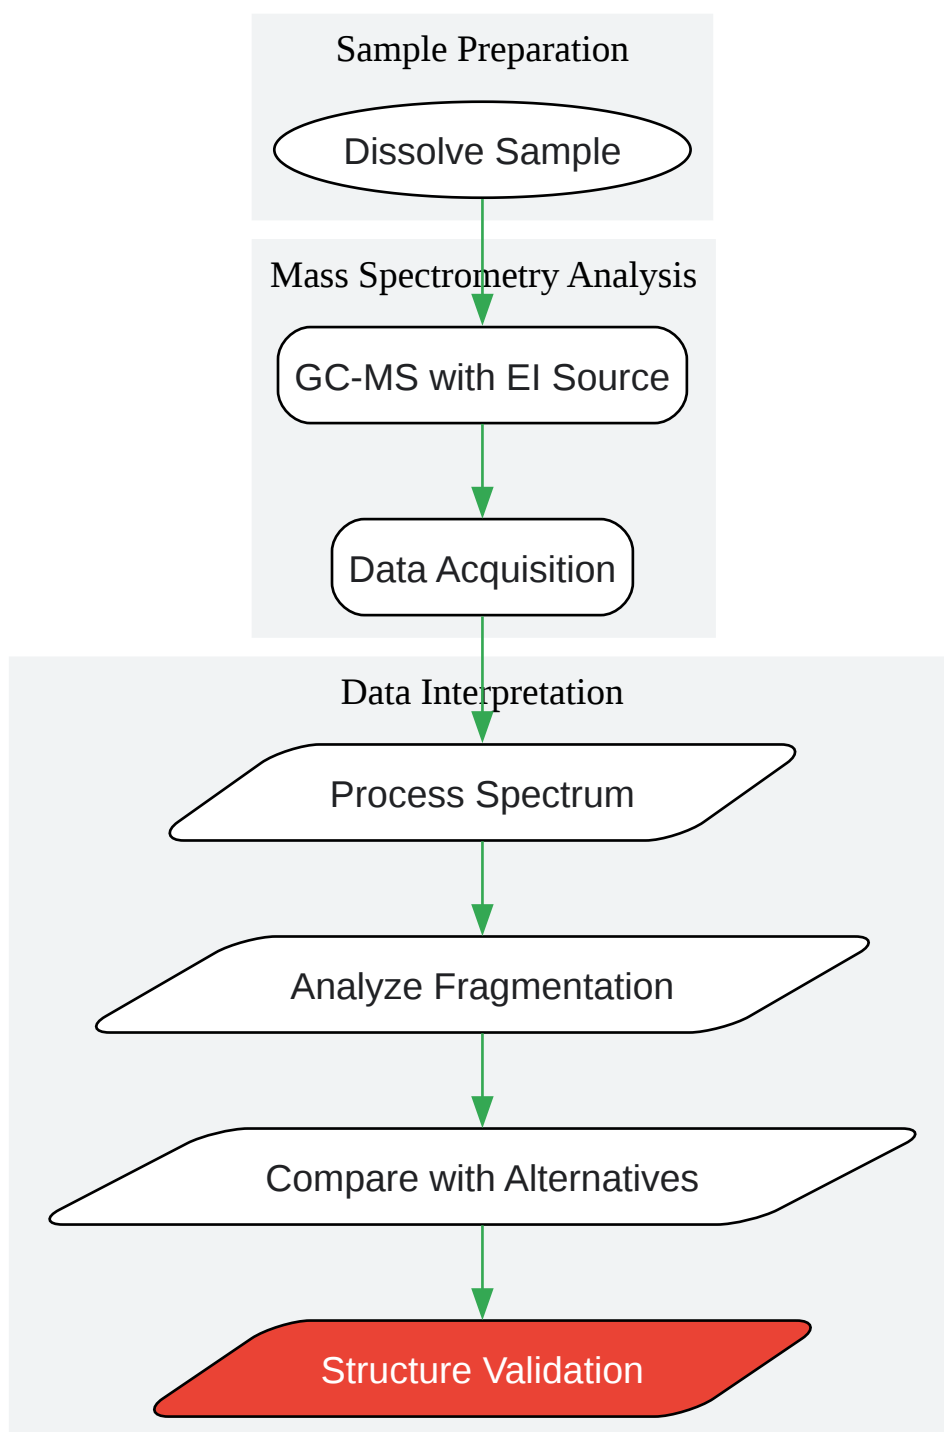 Sample Preparation
Dissolve Sample
Mass Spectrometry Analysis
GC-MS with EI Source
Data Acquisition
Data Interpretation
Process Spectrum
Analyze Fragmentation
Compare with Alternatives
Structure Validation